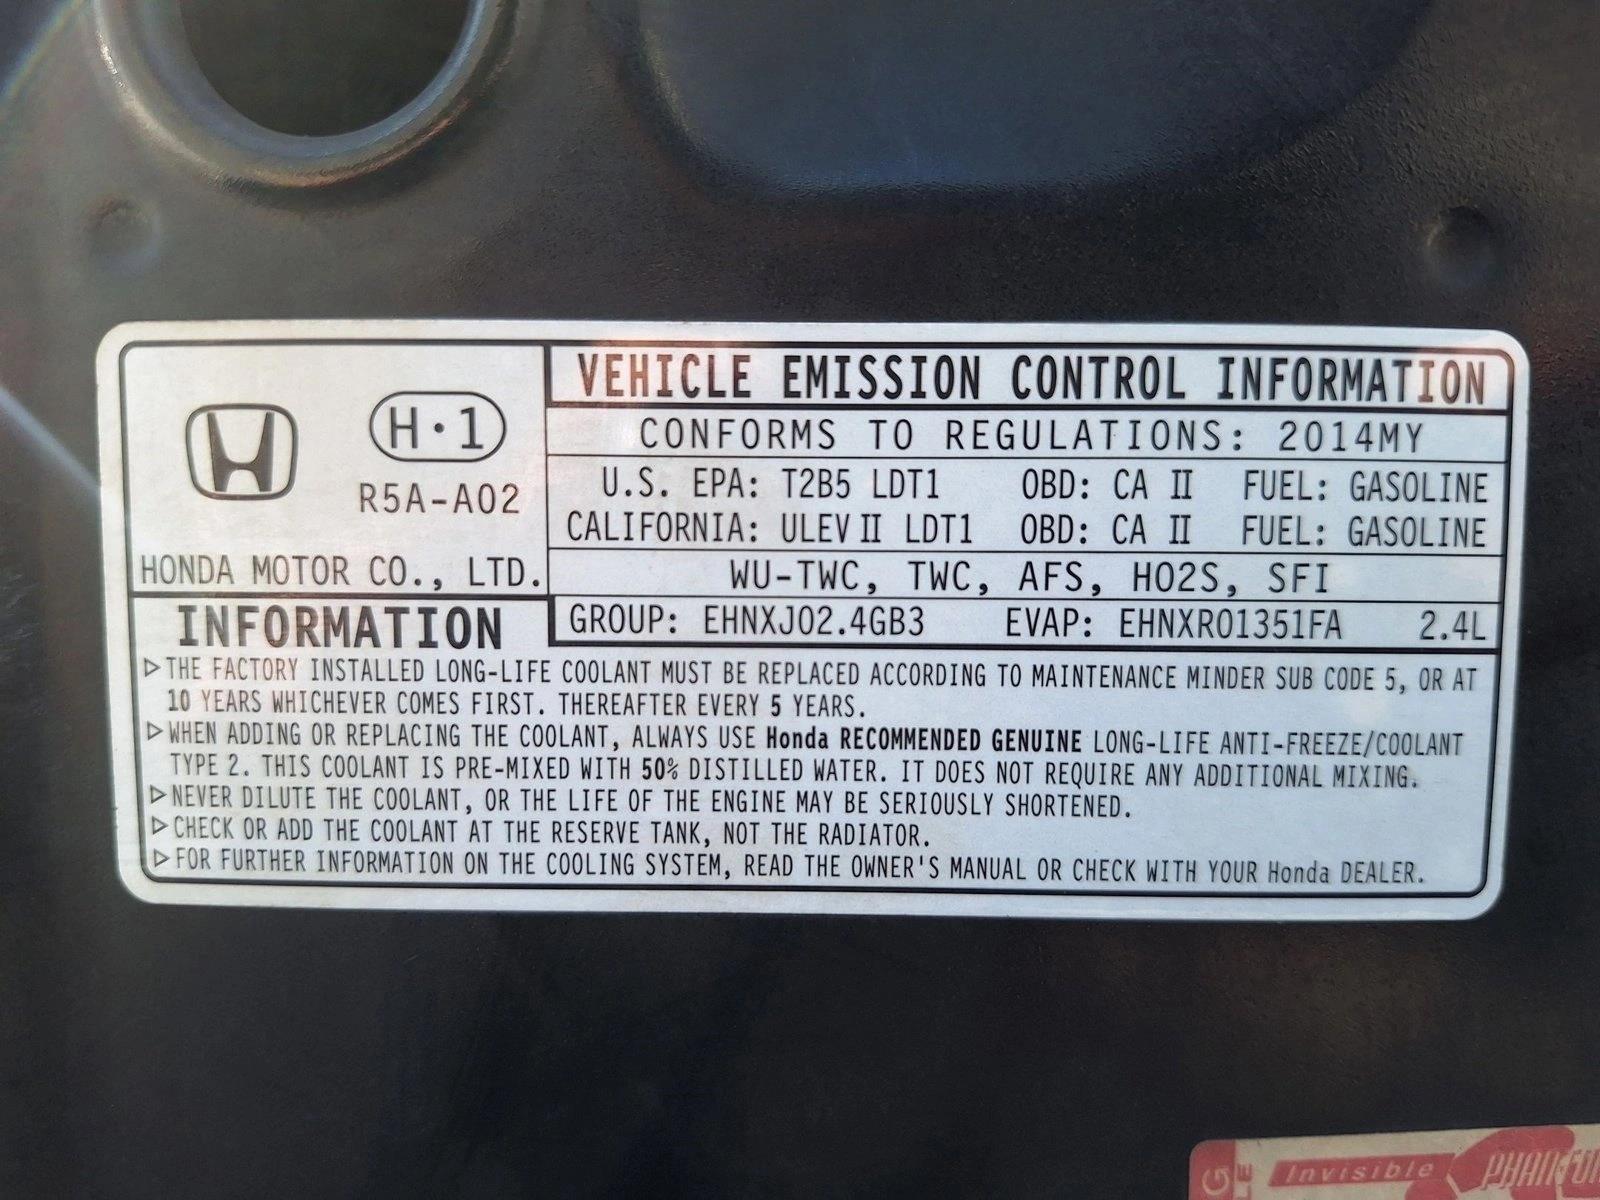 H·1
R5A-A02
HONDA MOTOR CO., LTD.
VEHICLE EMISSION CONTROL INFORMATION
CONFORMS TO REGULATIONS: 2014MY
U.S. EPA: T2B5 LDT1 OBD: CA II FUEL: GASOLINE
CALIFORNIA: ULEV II LDT1 OBD: CA II FUEL: GASOLINE
WU-TWC, TWC, AFS, HO2S, SFI
GROUP: EHNXJ02.4GB3 EVAP: EHNXR01351FA 2.4L
INFORMATION
▷THE FACTORY INSTALLED LONG-LIFE COOLANT MUST BE REPLACED ACCORDING TO MAINTENANCE MINDER SUB CODE 5, OR AT
10 YEARS WHICHEVER COMES FIRST. THEREAFTER EVERY 5 YEARS.
▷WHEN ADDING OR REPLACING THE COOLANT, ALWAYS USE Honda RECOMMENDED GENUINE LONG-LIFE ANTI-FREEZE/COOLANT
TYPE 2. THIS COOLANT IS PRE-MIXED WITH 50% DISTILLED WATER. IT DOES NOT REQUIRE ANY ADDITIONAL MIXING.
▷NEVER DILUTE THE COOLANT, OR THE LIFE OF THE ENGINE MAY BE SERIOUSLY SHORTENED.
▷CHECK OR ADD THE COOLANT AT THE RESERVE TANK, NOT THE RADIATOR.
▷FOR FURTHER INFORMATION ON THE COOLING SYSTEM, READ THE OWNER'S MANUAL OR CHECK WITH YOUR Honda DEALER.
Invisible